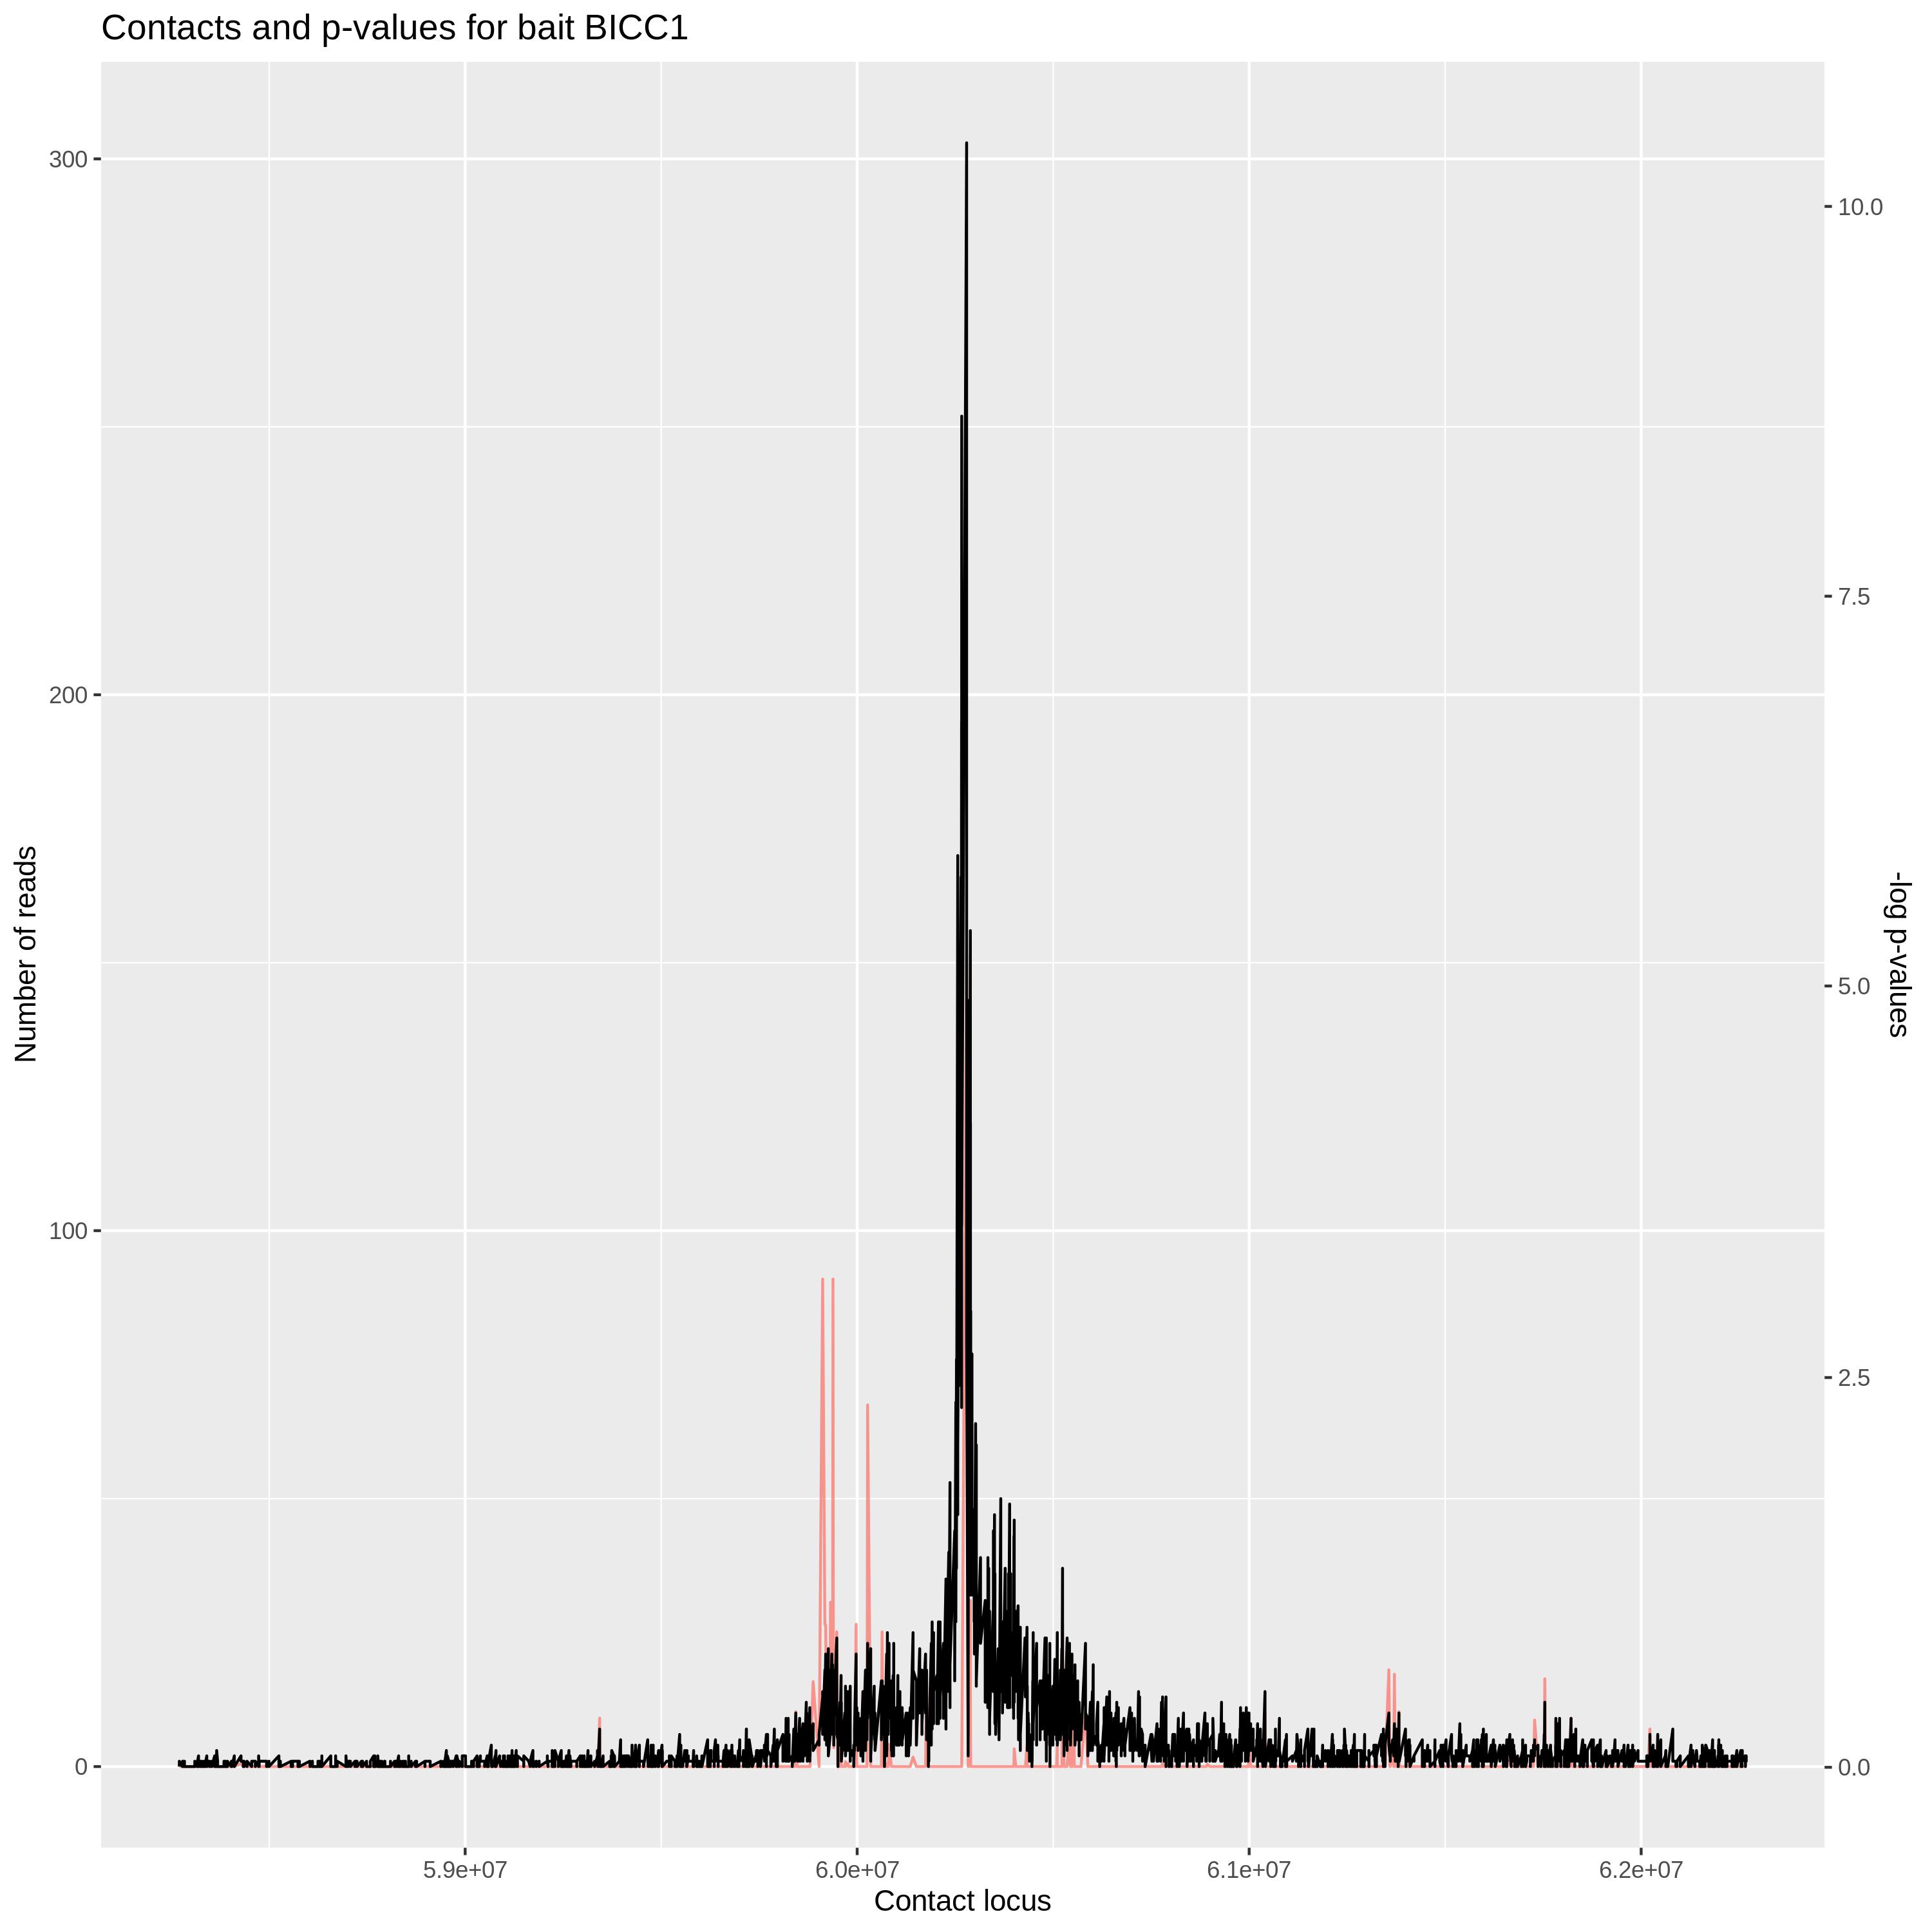 Contacts and p-values for bait BICC1
300
200
100
0
Number of reads
10.0
7.5
5.0
2.5
0.0
-log p-values
5.9e+07
6.0e+07
6.1e+07
6.2e+07
Contact locus